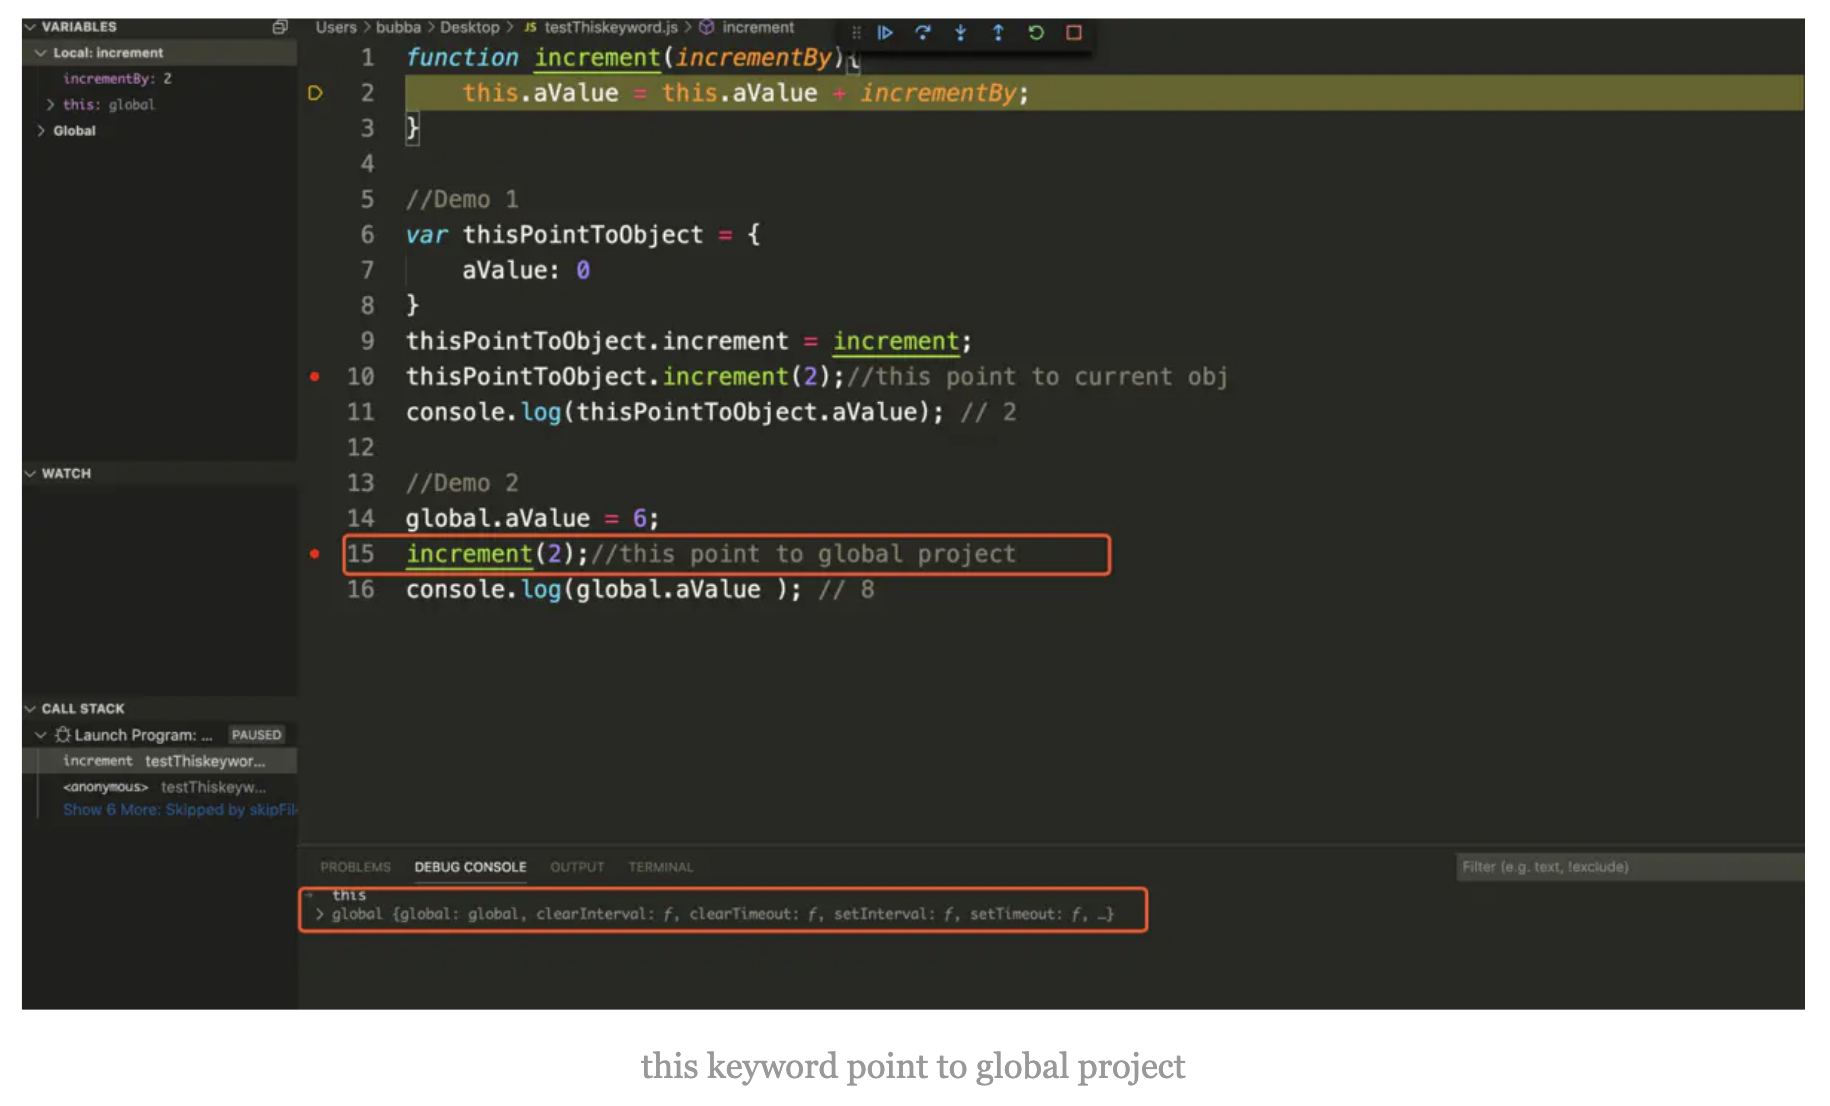 VARIABLES
Local: increment
incrementBy: 2
this: global
Global
WATCH
CALL STACK
Launch Program: ... PAUSED
increment testThiskeywor...
<anonymous> testThiskeyw...
Show 6 More: Skipped by skipFil
Users > bubba > Desktop > JS testThiskeyword.js > increment
1 function increment(incrementBy){
2 this.aValue = this.aValue + incrementBy;
3 }
4
5 //Demo 1
6 var thisPointToObject = {
7 aValue: 0
8 }
9 thisPointToObject.increment = increment;
10 thisPointToObject.increment(2);//this point to current obj
11 console.log(thisPointToObject.aValue); // 2
12
13 //Demo 2
14 global.aValue = 6;
15 increment(2);//this point to global project
16 console.log(global.aValue ); // 8
PROBLEMS DEBUG CONSOLE OUTPUT TERMINAL Filter (e.g. text, !exclude)
this
> global {global: global, clearInterval: ƒ, clearTimeout: ƒ, setInterval: ƒ, setTimeout: ƒ, …}
this keyword point to global project